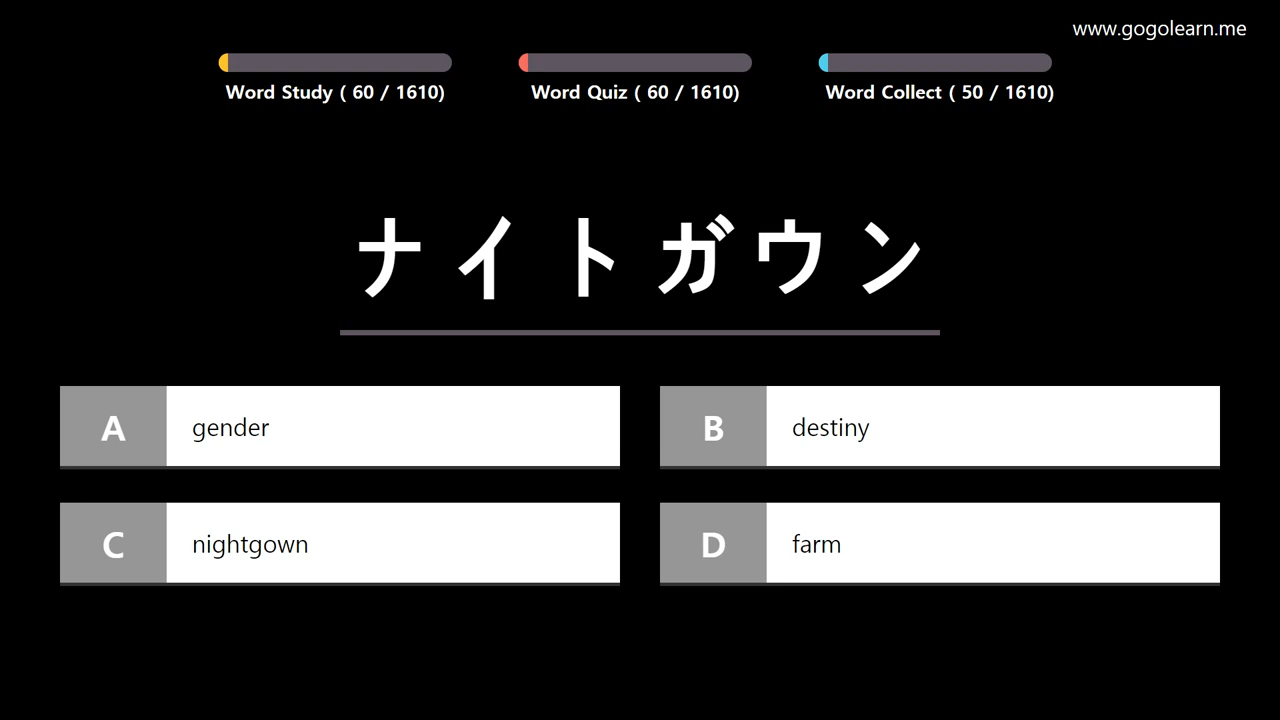 www.gogolearn.me
Word Study ( 60 / 1610)
Word Quiz ( 60 / 1610)
Word Collect ( 50 / 1610)
ナイトガウン
A gender
B destiny
C nightgown
D farm